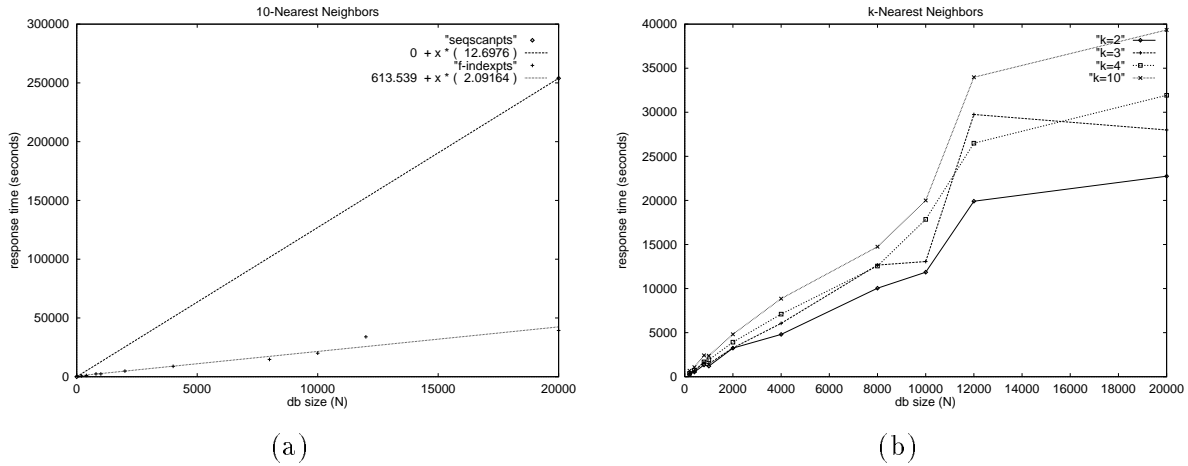 10-Nearest Neighbors
300000
250000
200000
150000
100000
50000
0
response time (seconds)
"seqscanpts"
0 + x * ( 12.6976 )
"f-indexpts"
613.539 + x * ( 2.09164 )
0 5000 10000 15000 20000
db size (N)
(a)
k-Nearest Neighbors
40000
35000
30000
25000
20000
15000
10000
5000
0
response time (seconds)
"k=2"
"k=3"
"k=4"
"k=10"
0 2000 4000 6000 8000 10000 12000 14000 16000 18000 20000
db size (N)
(b)